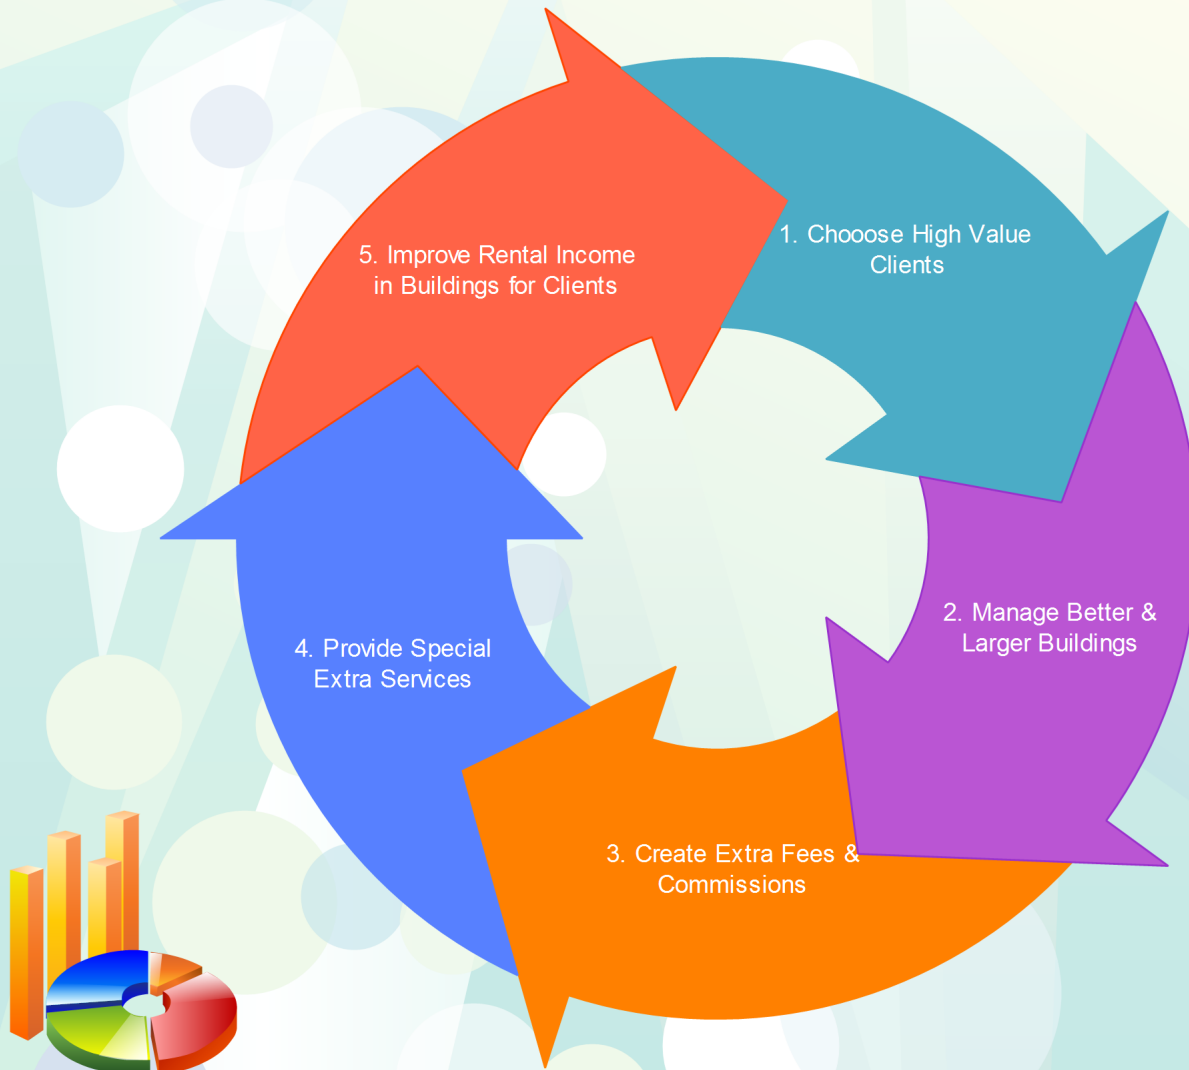 1. Chooose High Value
Clients
2. Manage Better &
Larger Buildings
3. Create Extra Fees &
Commissions
4. Provide Special
Extra Services
5. Improve Rental Income
in Buildings for Clients